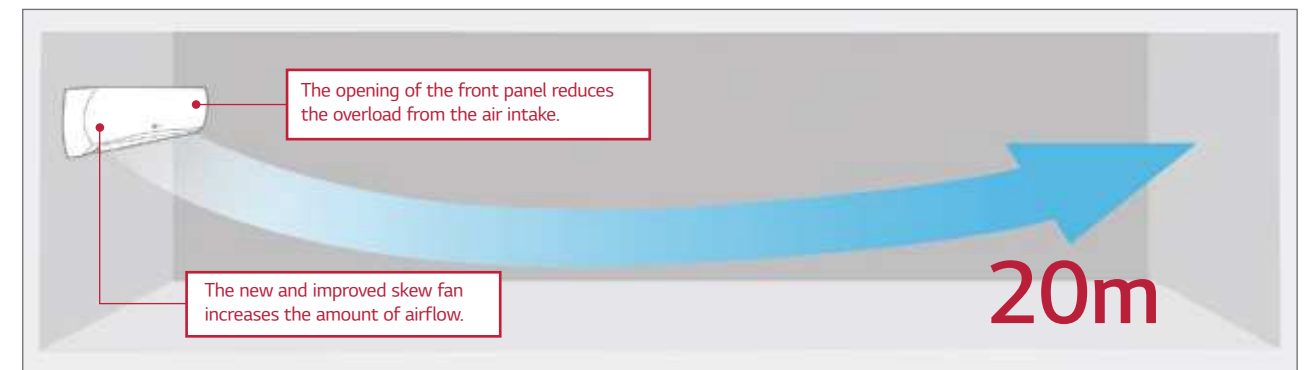 The opening of the front panel reduces
the overload from the air intake.
The new and improved skew fan
increases the amount of airflow.
20m